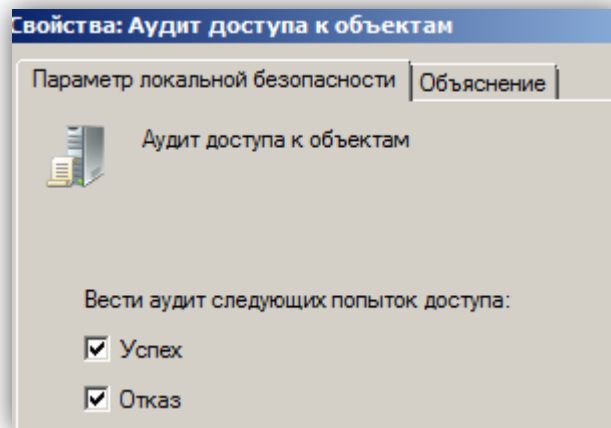 Свойства: Аудит доступа к объектам
Параметр локальной безопасности Объяснение
Аудит доступа к объектам
Вести аудит следующих попыток доступа:
Успех
Отказ